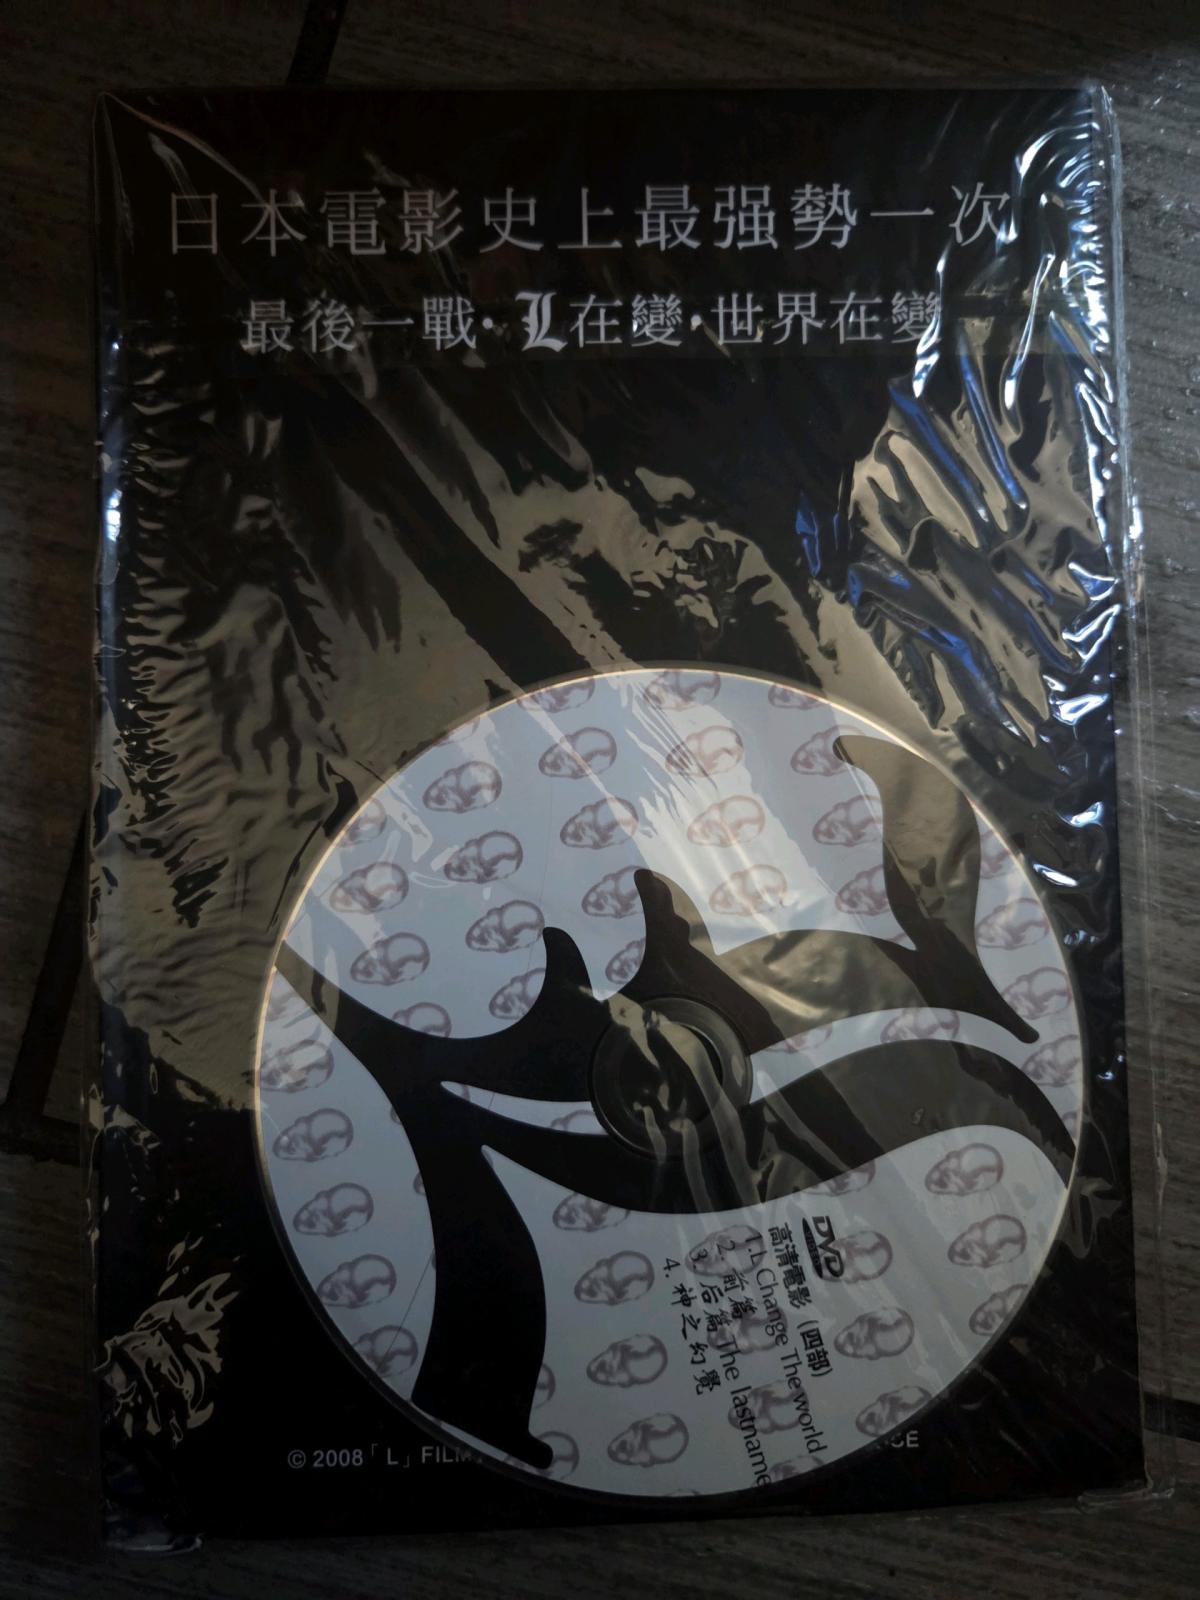 日本電影史上最强勢一次
最後一戰·L在變·世界在變
DVD
VIDEO
高清電影（四部）
1.L Change The world
2. 前篇
3. 后篇 The lastname
4. 神之幻覺
© 2008「L」FILM